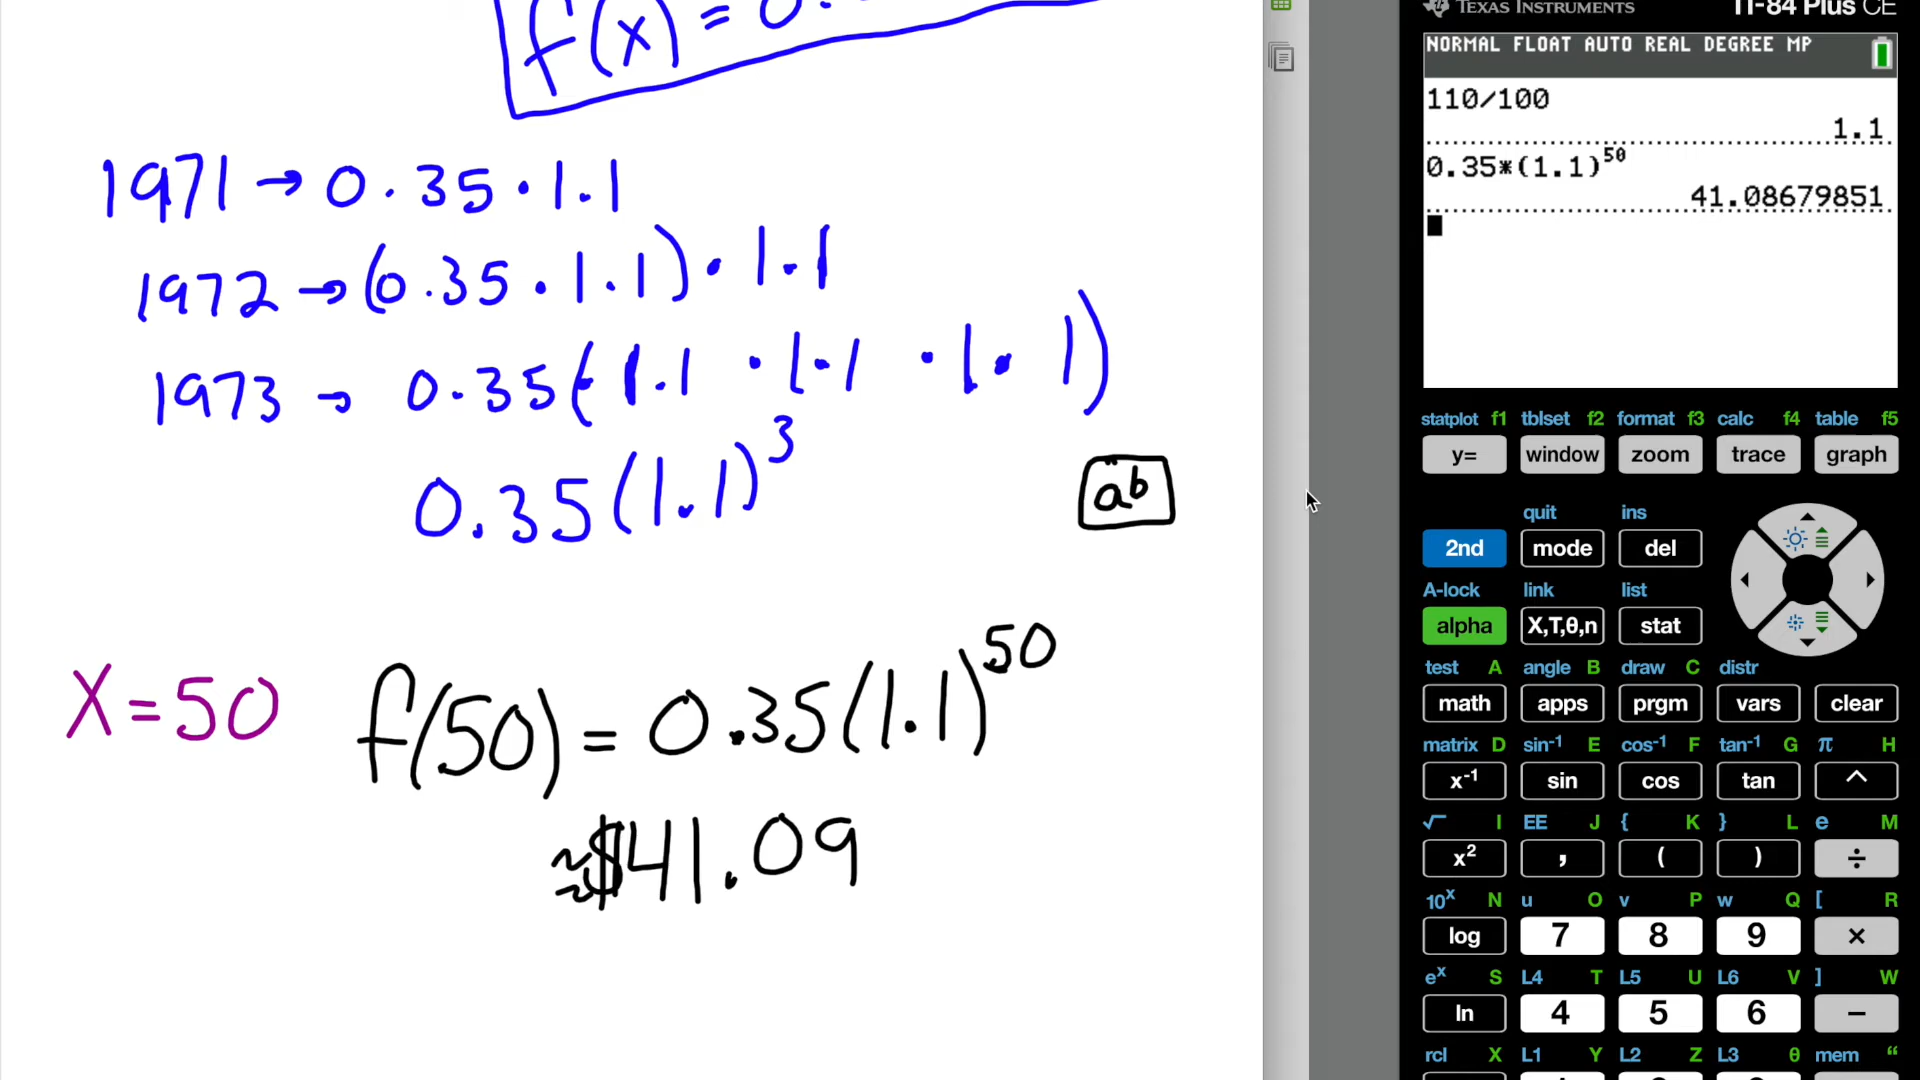 f(x) = 0.
1971 → 0.35 · 1.1
1972 → (0.35 · 1.1) · 1.1
1973 → 0.35(1.1 · 1.1 · 1.1)
0.35(1.1)³
aᵇ
X=50
f(50) = 0.35(1.1)⁵⁰
≈$41.09
TEXAS INSTRUMENTS TI-84 Plus CE
NORMAL FLOAT AUTO REAL DEGREE MP
110/100
1.1
0.35*(1.1)⁵⁰
41.08679851
statplot f1 tblset f2 format f3 calc f4 table f5
y= window zoom trace graph
quit ins
2nd mode del
A-lock link list
alpha X,T,θ,n stat
test A angle B draw C distr
math apps prgm vars clear
matrix D sin⁻¹ E cos⁻¹ F tan⁻¹ G π H
x⁻¹ sin cos tan ^
√ I EE J { K } L e M
x² , ( ) ÷
10ˣ N u O v P w Q [ R
log 7 8 9 ×
eˣ S L4 T L5 U L6 V ] W
ln 4 5 6 −
rcl X L1 Y L2 Z L3 θ mem “